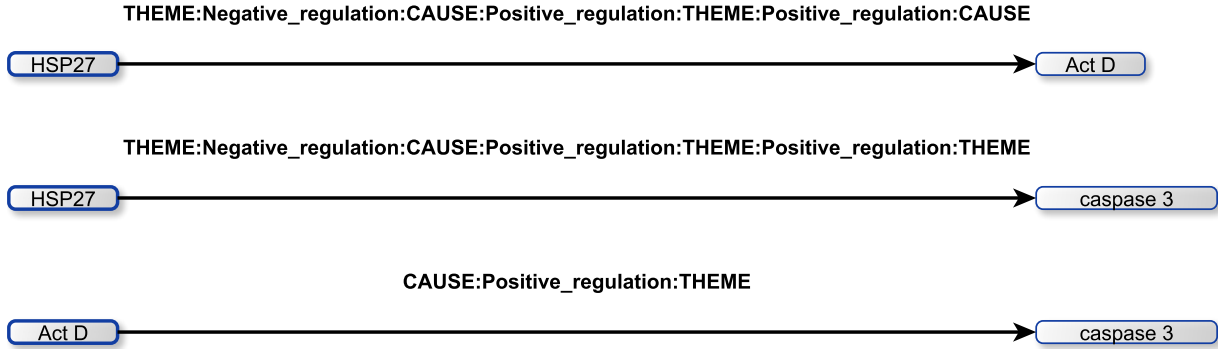 THEME:Negative_regulation:CAUSE:Positive_regulation:THEME:Positive_regulation:CAUSE
HSP27 Act D
THEME:Negative_regulation:CAUSE:Positive_regulation:THEME:Positive_regulation:THEME
HSP27 caspase 3
CAUSE:Positive_regulation:THEME
Act D caspase 3